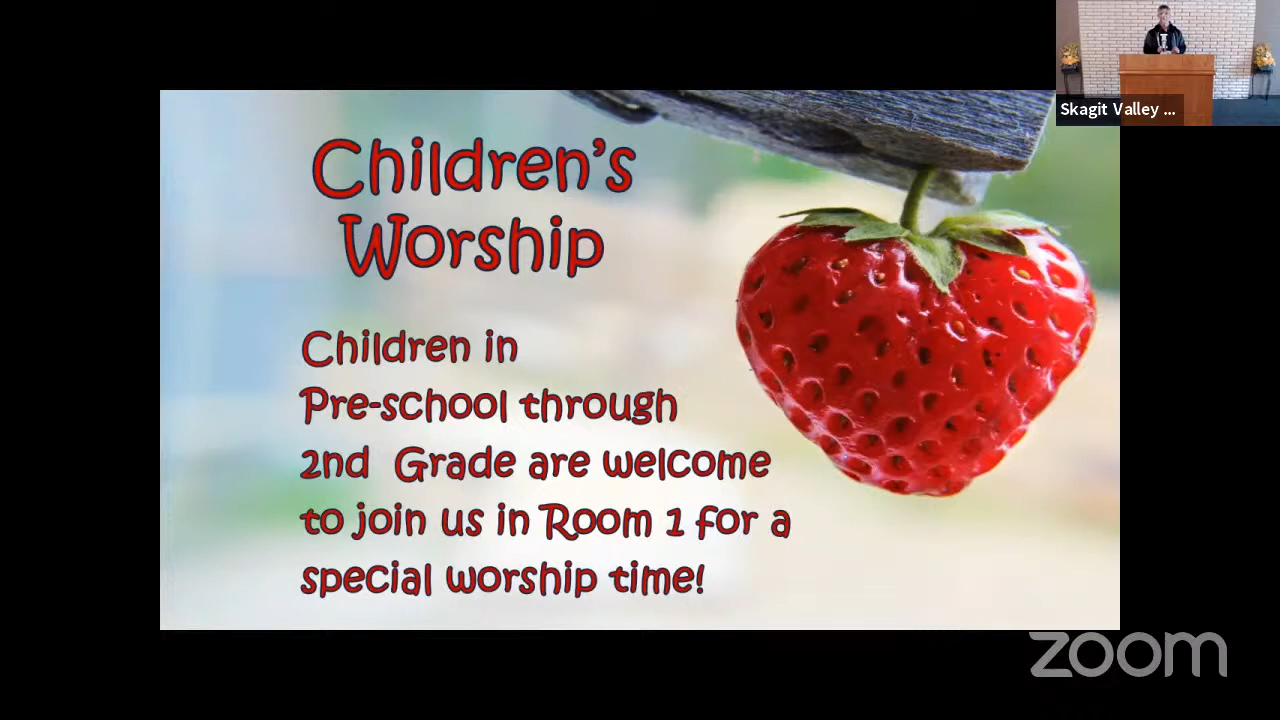 Skagit Valley ...
Children's
Worship
Children in
Pre-school through
2nd Grade are welcome
to join us in Room 1 for a
special worship time!
zoom